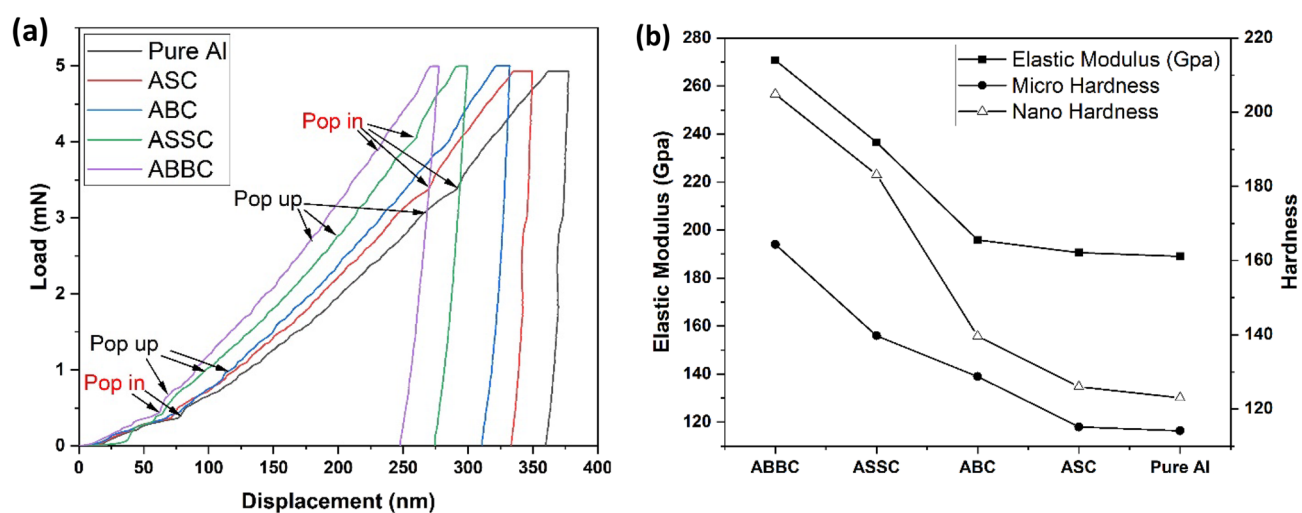 (a)
Pure Al
ASC
ABC
ASSC
ABBC
Pop in
Pop up
Pop up
Pop in
5
4
3
2
1
0
Load (mN)
0 50 100 150 200 250 300 350 400
Displacement (nm)
(b)
Elastic Modulus (Gpa)
Micro Hardness
Nano Hardness
280
260
240
220
200
180
160
140
120
Elastic Modulus (Gpa)
220
200
180
160
140
120
Hardness
ABBC ASSC ABC ASC Pure Al